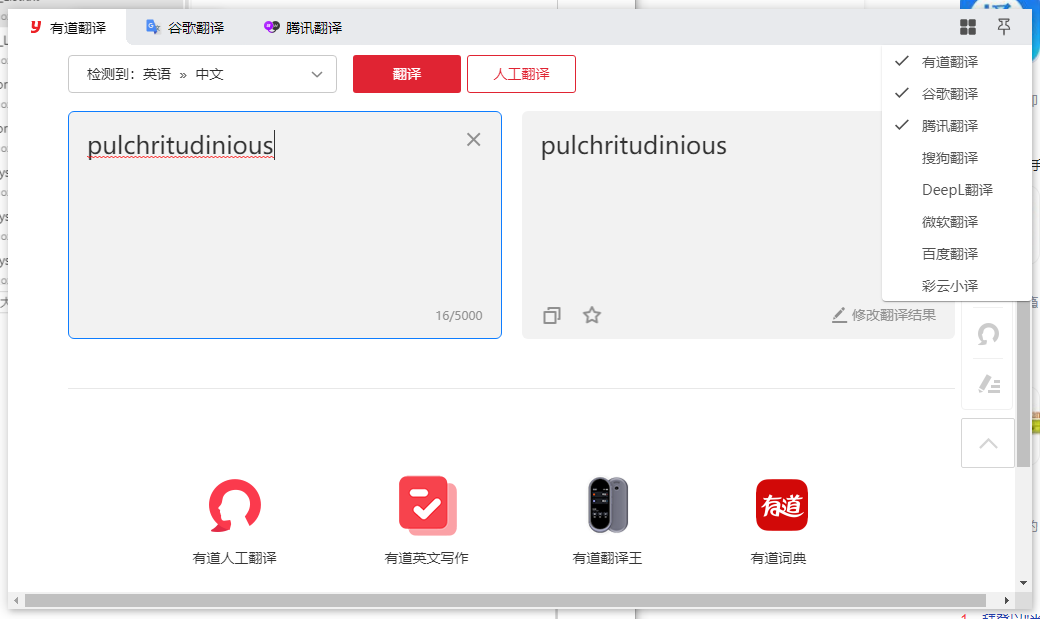 有道翻译
谷歌翻译
腾讯翻译
检测到：英语 » 中文
翻译
人工翻译
pulchritudinious
16/5000
pulchritudinious
修改翻译结果
有道翻译
谷歌翻译
腾讯翻译
搜狗翻译
DeepL翻译
微软翻译
百度翻译
彩云小译
有道
有道人工翻译
有道英文写作
有道翻译王
有道词典